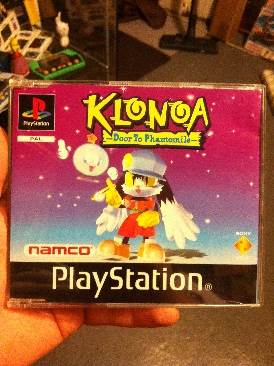 PlayStation
PAL
KLONOA
Door To Phantomile
namco
SONY
PlayStation®